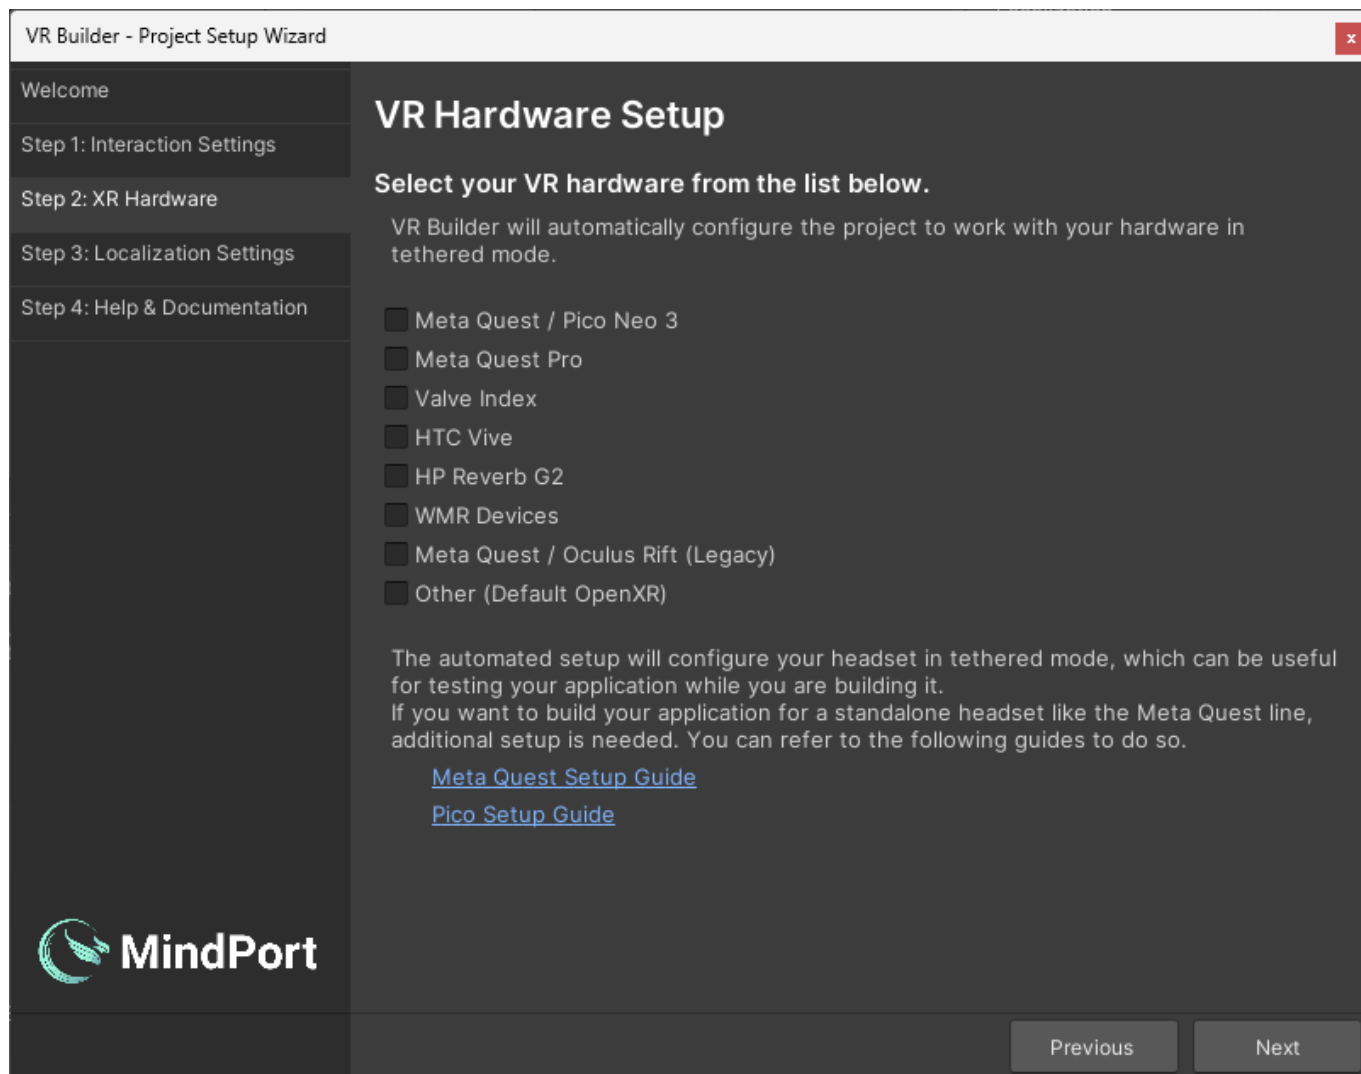 VR Builder - Project Setup Wizard
x
Welcome
Step 1: Interaction Settings
Step 2: XR Hardware
Step 3: Localization Settings
Step 4: Help & Documentation
VR Hardware Setup
Select your VR hardware from the list below.
VR Builder will automatically configure the project to work with your hardware in
tethered mode.
Meta Quest / Pico Neo 3
Meta Quest Pro
Valve Index
HTC Vive
HP Reverb G2
WMR Devices
Meta Quest / Oculus Rift (Legacy)
Other (Default OpenXR)
The automated setup will configure your headset in tethered mode, which can be useful
for testing your application while you are building it.
If you want to build your application for a standalone headset like the Meta Quest line,
additional setup is needed. You can refer to the following guides to do so.
Meta Quest Setup Guide
Pico Setup Guide
MindPort
Previous
Next